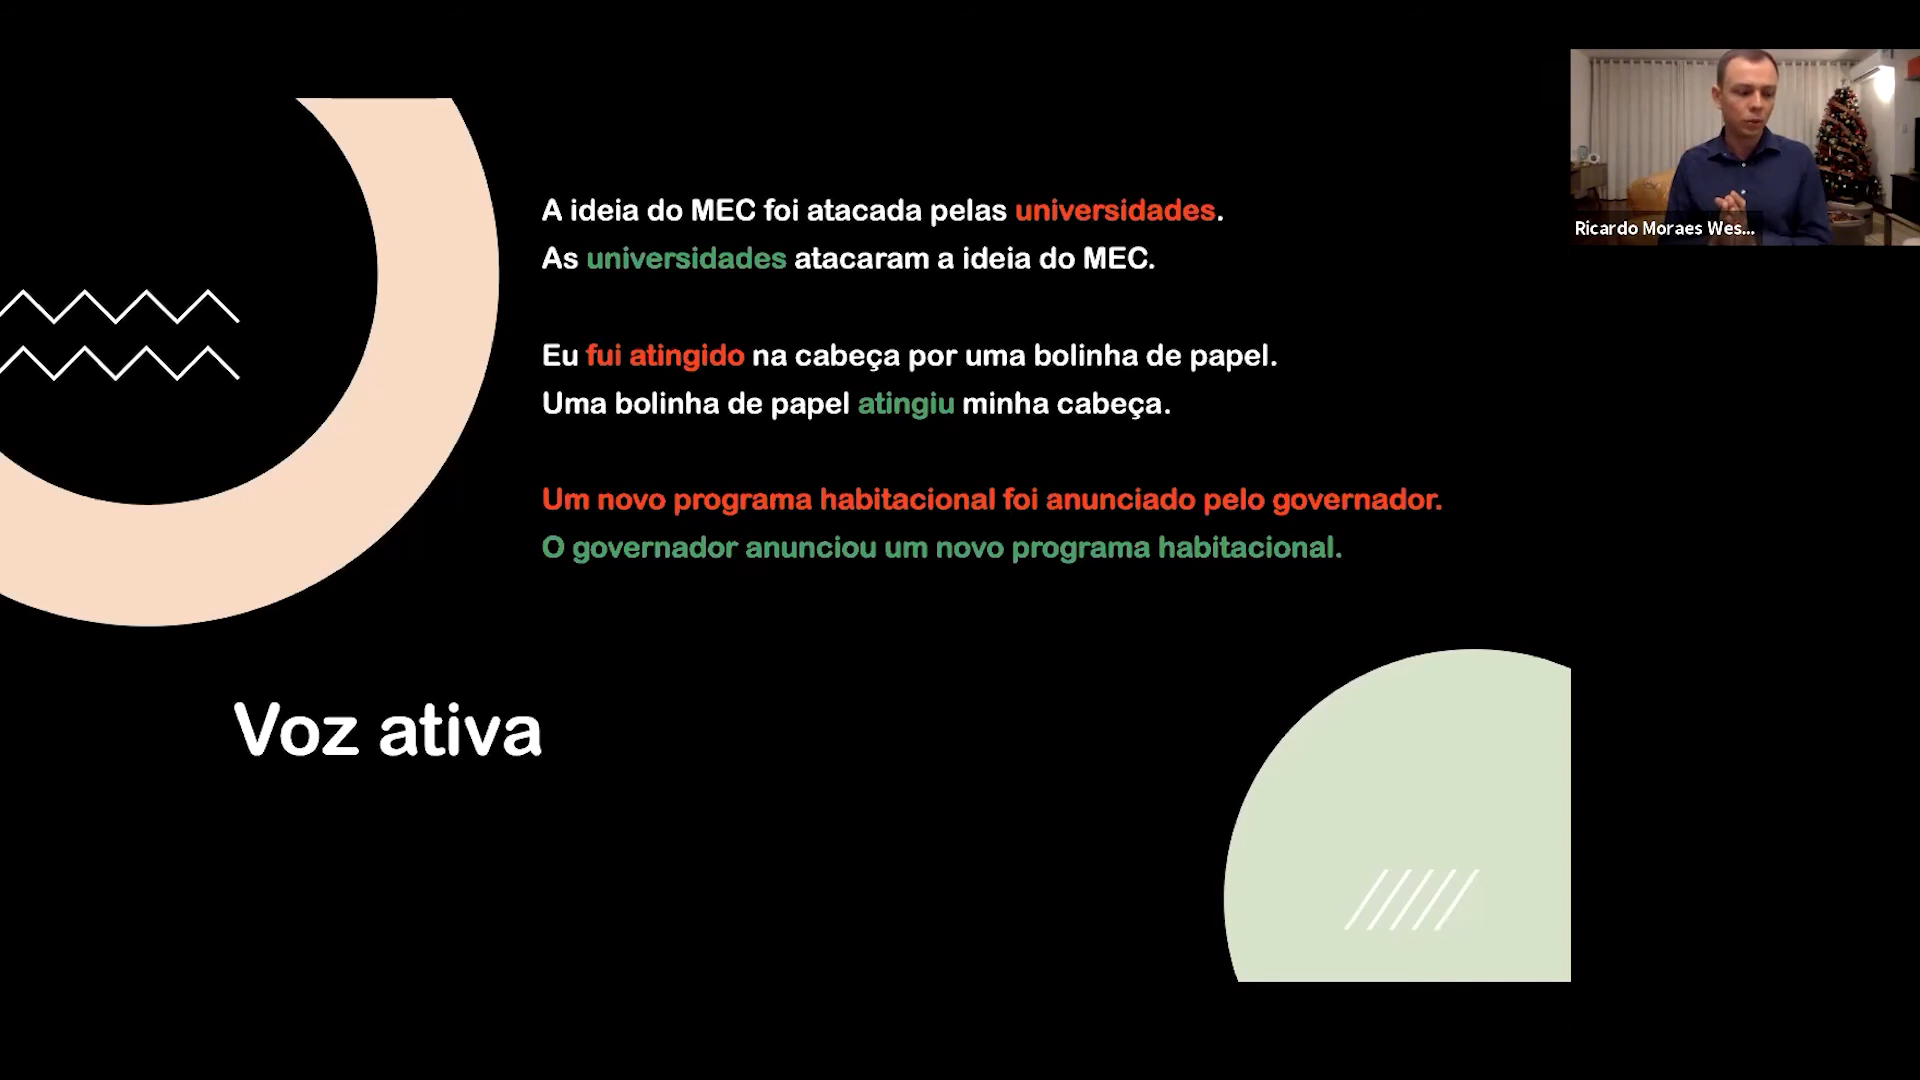 A ideia do MEC foi atacada pelas universidades.
As universidades atacaram a ideia do MEC.
Eu fui atingido na cabeça por uma bolinha de papel.
Uma bolinha de papel atingiu minha cabeça.
Um novo programa habitacional foi anunciado pelo governador.
O governador anunciou um novo programa habitacional.
Voz ativa
Ricardo Moraes Wes...